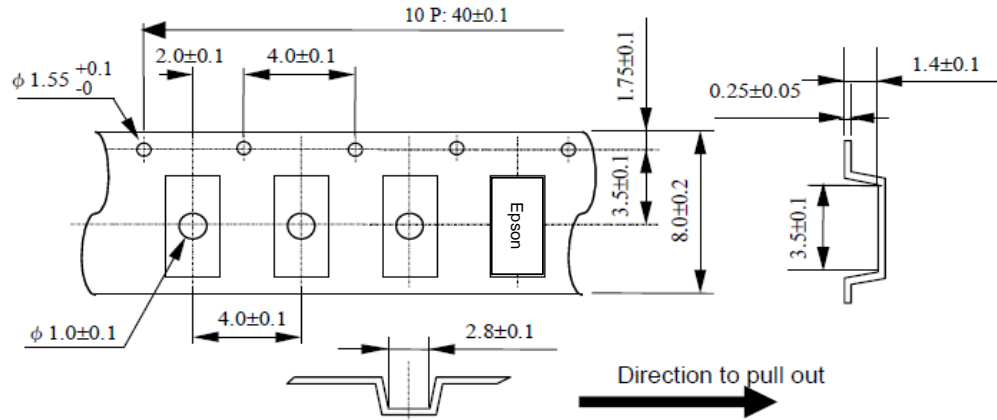 10 P: 40±0.1
2.0±0.1
4.0±0.1
1.75±0.1
1.4±0.1
0.25±0.05
ϕ 1.55 +0.1
-0
3.5±0.1
8.0±0.2
3.5±0.1
Epson
ϕ 1.0±0.1
4.0±0.1
2.8±0.1
Direction to pull out